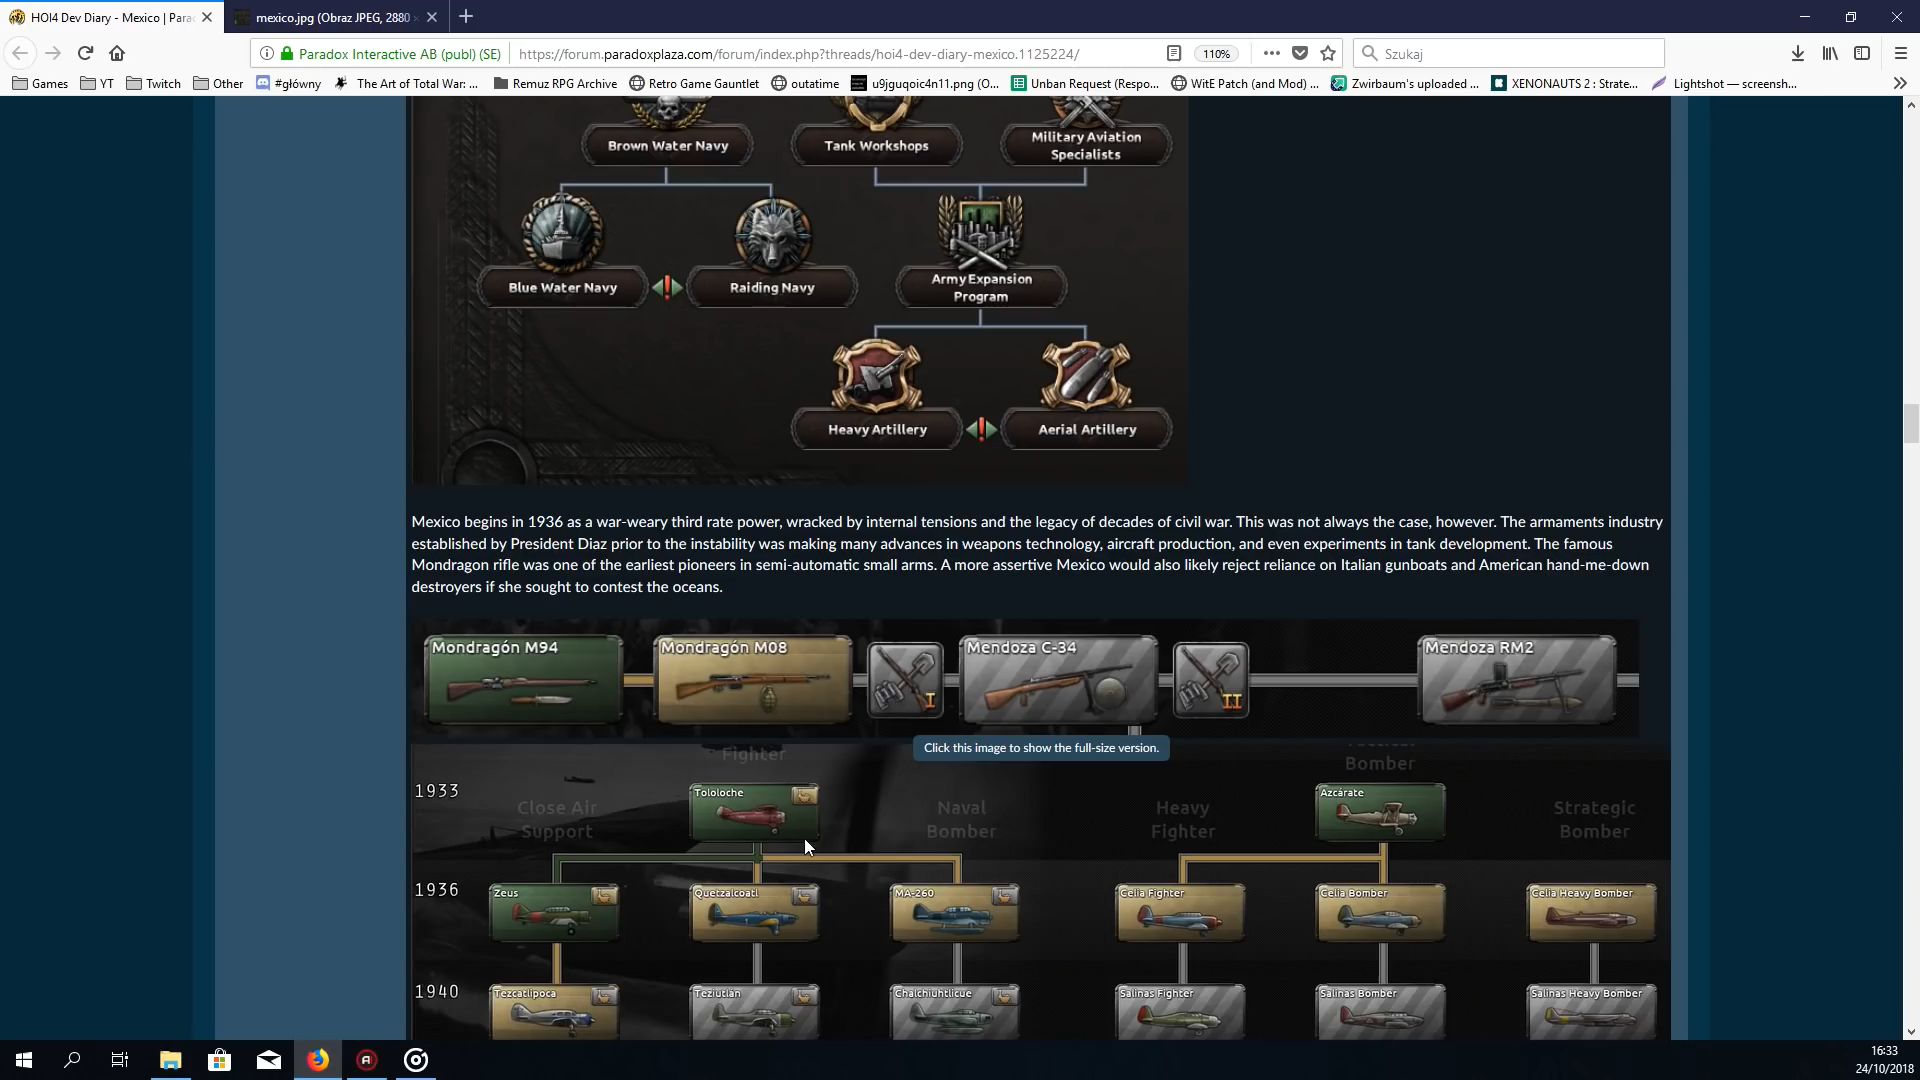 HOI4 Dev Diary - Mexico | Para
mexico.jpg (Obraz JPEG, 2880
Paradox Interactive AB (publ) (SE)
https://forum.paradoxplaza.com/forum/index.php?threads/hoi4-dev-diary-mexico.1125224/
110%
Szukaj
Games
YT
Twitch
Other
#główny
The Art of Total War: ...
Remuz RPG Archive
Retro Game Gauntlet
outatime
u9jguqoic4n11.png (O...
Unban Request (Respo...
WitE Patch (and Mod) ...
Zwirbaum's uploaded ...
XENONAUTS 2 : Strate...
Lightshot — screensh...
Brown Water Navy
Tank Workshops
Military Aviation
Specialists
Blue Water Navy
Raiding Navy
Army Expansion
Program
Heavy Artillery
Aerial Artillery
Mexico begins in 1936 as a war-weary third rate power, wracked by internal tensions and the legacy of decades of civil war. This was not always the case, however. The armaments industry
established by President Diaz prior to the instability was making many advances in weapons technology, aircraft production, and even experiments in tank development. The famous
Mondragon rifle was one of the earliest pioneers in semi-automatic small arms. A more assertive Mexico would also likely reject reliance on Italian gunboats and American hand-me-down
destroyers if she sought to contest the oceans.
Mondragón M94
Mondragón M08
I
Mendoza C-34
II
Mendoza RM2
Click this image to show the full-size version.
Fighter
Tactical
Bomber
1933
Close Air
Support
Tololoche
Naval
Bomber
Heavy
Fighter
Azcárate
Strategic
Bomber
1936
Zeus
Quetzalcoatl
MA-260
Celia Fighter
Celia Bomber
Celia Heavy Bomber
1940
Tezcatlipoca
Teziutlán
Chalchiuhtlicue
Salinas Fighter
Salinas Bomber
Salinas Heavy Bomber
16:33
24/10/2018